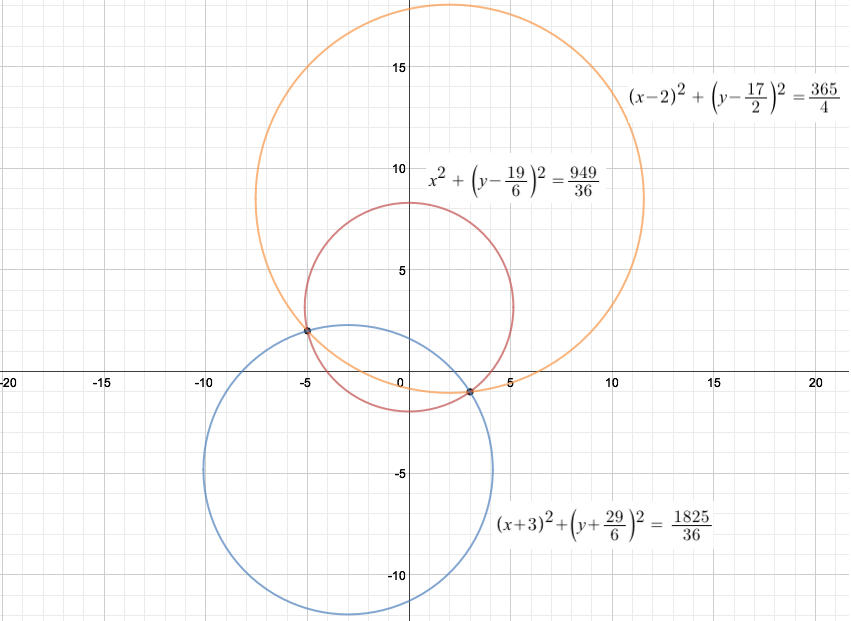 15
(x−2)² + (y−17/2)² = 365/4
10
x² + (y−19/6)² = 949/36
5
-20 -15 -10 -5 0 5 10 15 20
-5
(x+3)²+(y+29/6)² = 1825/36
-10